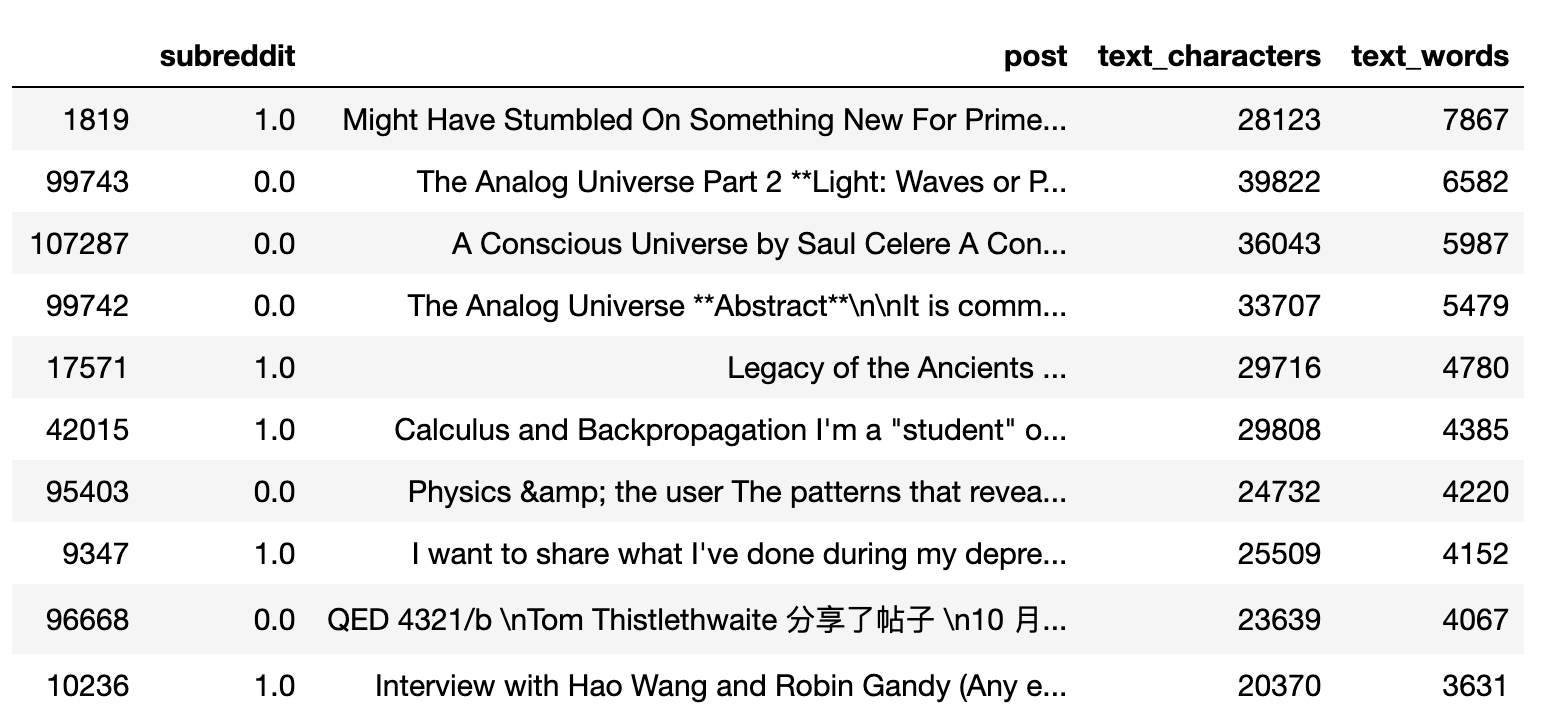 subreddit post text_characters text_words
1819 1.0 Might Have Stumbled On Something New For Prime... 28123 7867
99743 0.0 The Analog Universe Part 2 **Light: Waves or P... 39822 6582
107287 0.0 A Conscious Universe by Saul Celere A Con... 36043 5987
99742 0.0 The Analog Universe **Abstract**\n\nIt is comm... 33707 5479
17571 1.0 Legacy of the Ancients ... 29716 4780
42015 1.0 Calculus and Backpropagation I'm a "student" o... 29808 4385
95403 0.0 Physics &amp; the user The patterns that revea... 24732 4220
9347 1.0 I want to share what I've done during my depre... 25509 4152
96668 0.0 QED 4321/b \nTom Thistlethwaite 分享了帖子 \n10 月... 23639 4067
10236 1.0 Interview with Hao Wang and Robin Gandy (Any e... 20370 3631